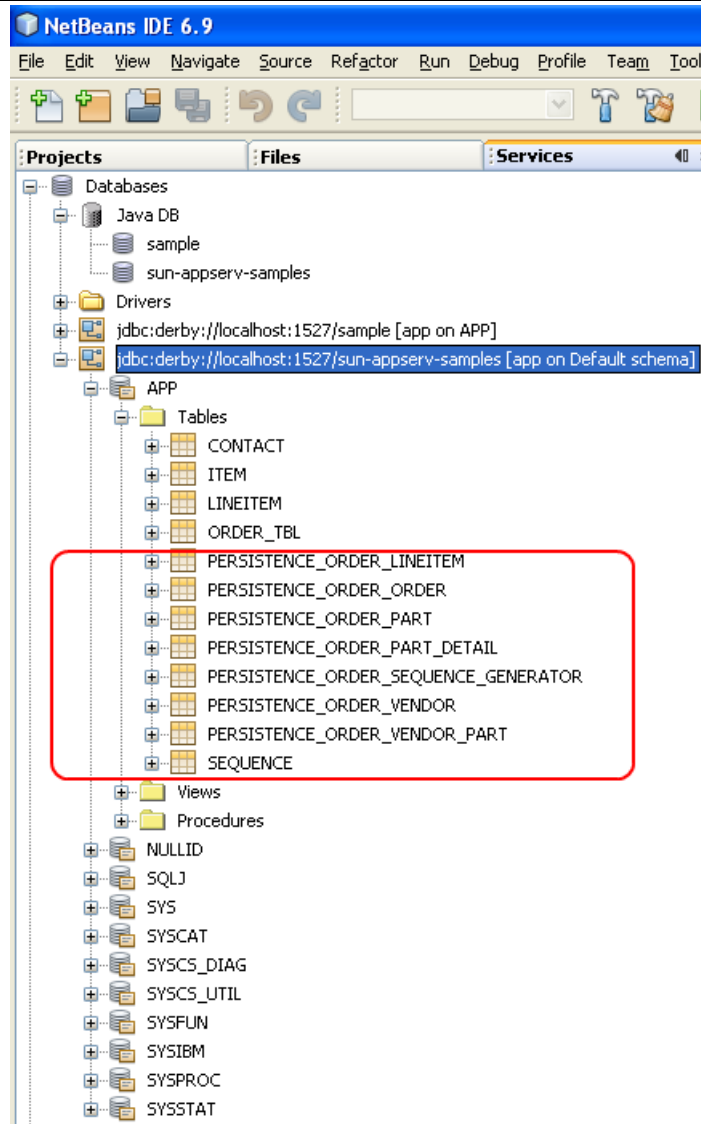 NetBeans IDE 6.9
File Edit View Navigate Source Refactor Run Debug Profile Team Tool
Projects Files Services
Databases
Java DB
sample
sun-appserv-samples
Drivers
jdbc:derby://localhost:1527/sample [app on APP]
jdbc:derby://localhost:1527/sun-appserv-samples [app on Default schema]
APP
Tables
CONTACT
ITEM
LINEITEM
ORDER_TBL
PERSISTENCE_ORDER_LINEITEM
PERSISTENCE_ORDER_ORDER
PERSISTENCE_ORDER_PART
PERSISTENCE_ORDER_PART_DETAIL
PERSISTENCE_ORDER_SEQUENCE_GENERATOR
PERSISTENCE_ORDER_VENDOR
PERSISTENCE_ORDER_VENDOR_PART
SEQUENCE
Views
Procedures
NULLID
SQLJ
SYS
SYSCAT
SYSCS_DIAG
SYSCS_UTIL
SYSFUN
SYSIBM
SYSPROC
SYSSTAT